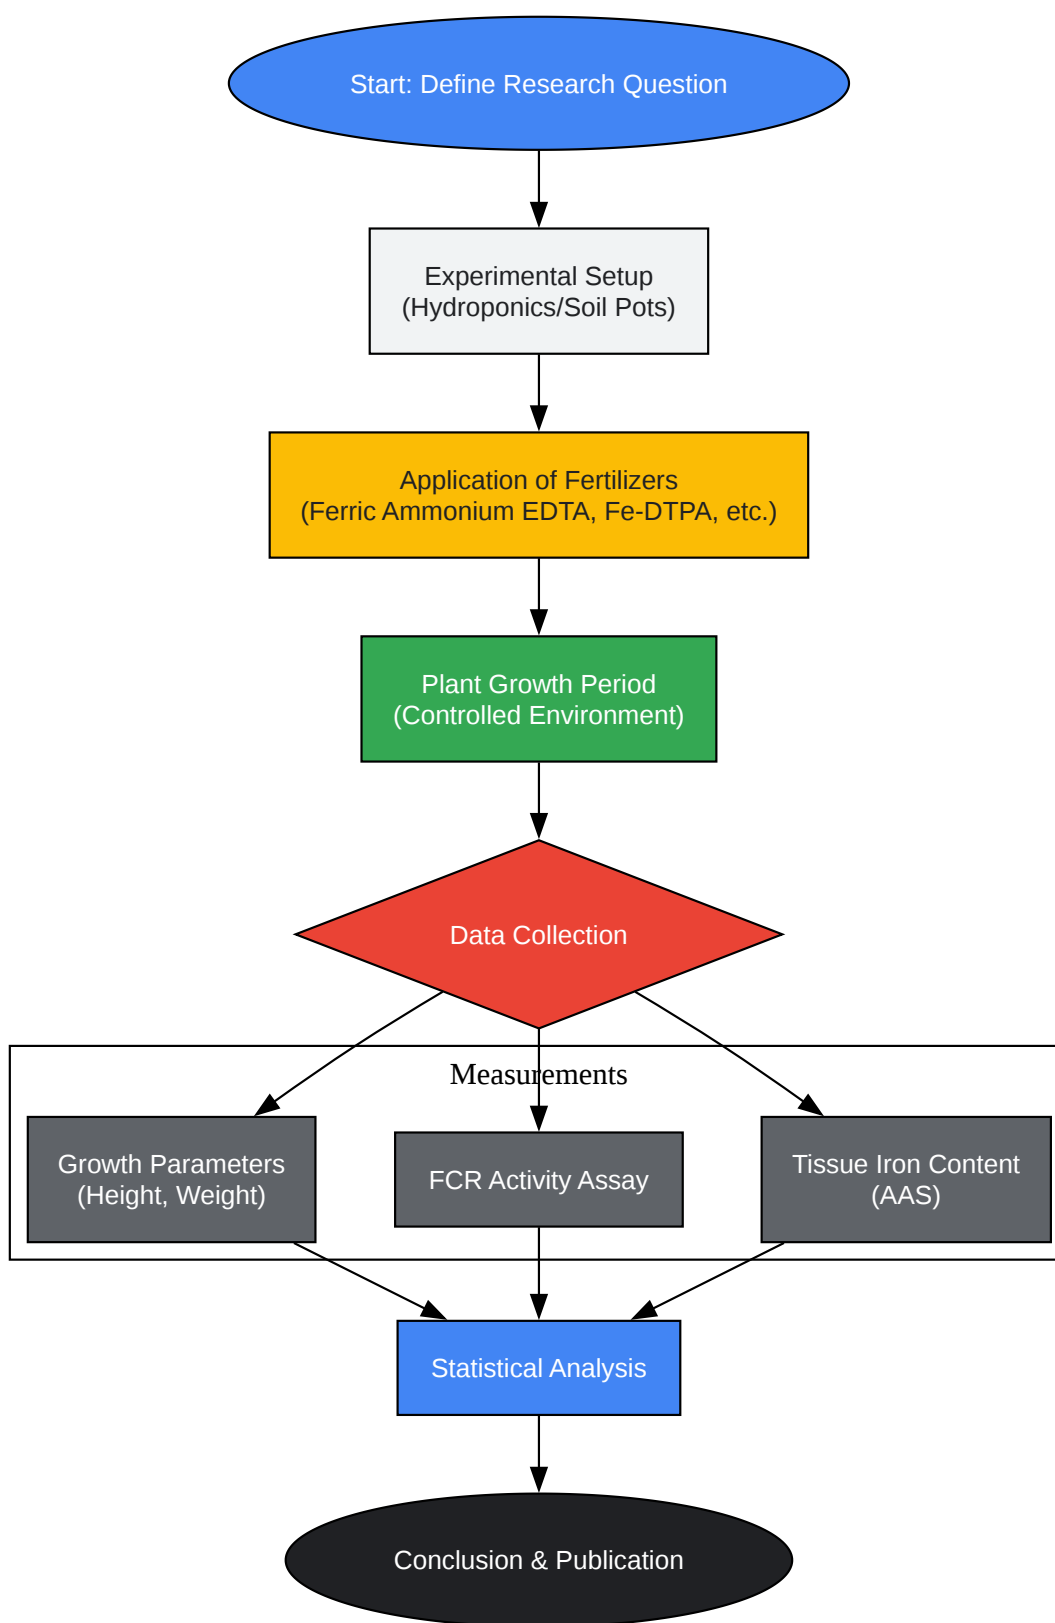 Start: Define Research Question
Experimental Setup
(Hydroponics/Soil Pots)
Application of Fertilizers
(Ferric Ammonium EDTA, Fe-DTPA, etc.)
Plant Growth Period
(Controlled Environment)
Data Collection
Measurements
Growth Parameters
(Height, Weight)
FCR Activity Assay
Tissue Iron Content
(AAS)
Statistical Analysis
Conclusion & Publication